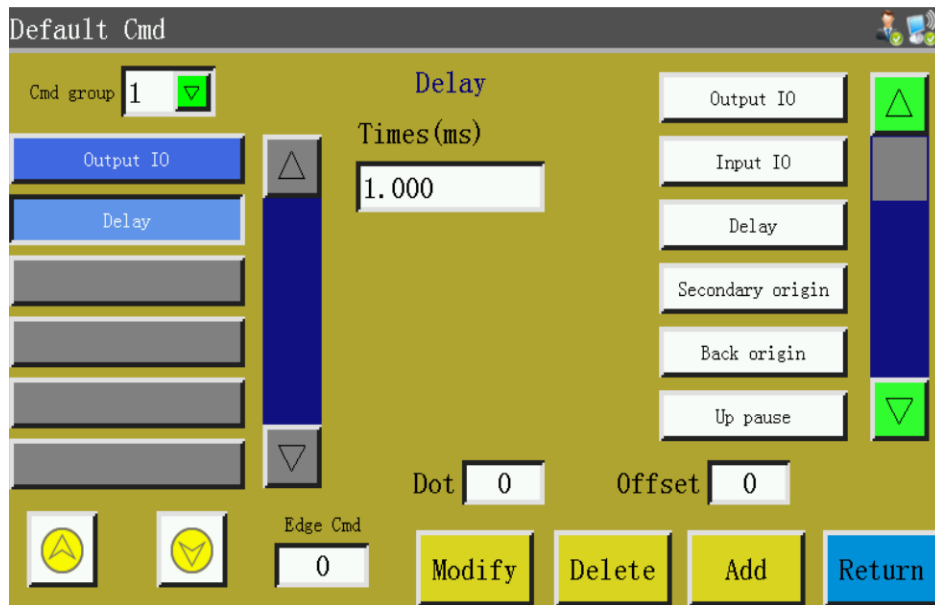 Default Cmd
Cmd group 1
Output IO
Delay
Delay
Times(ms)
1.000
Output IO
Input IO
Delay
Secondary origin
Back origin
Up pause
Dot 0
Offset 0
Edge Cmd
0
Modify
Delete
Add
Return